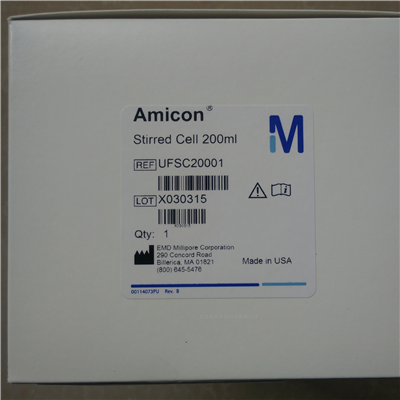 Amicon®
Stirred Cell 200ml
M
REF UFSC20001
LOT X030315
Qty: 1
EMD Millipore Corporation
290 Concord Road
Billerica, MA 01821
(800) 645-5476
Made in USA
00114073PU Rev. B